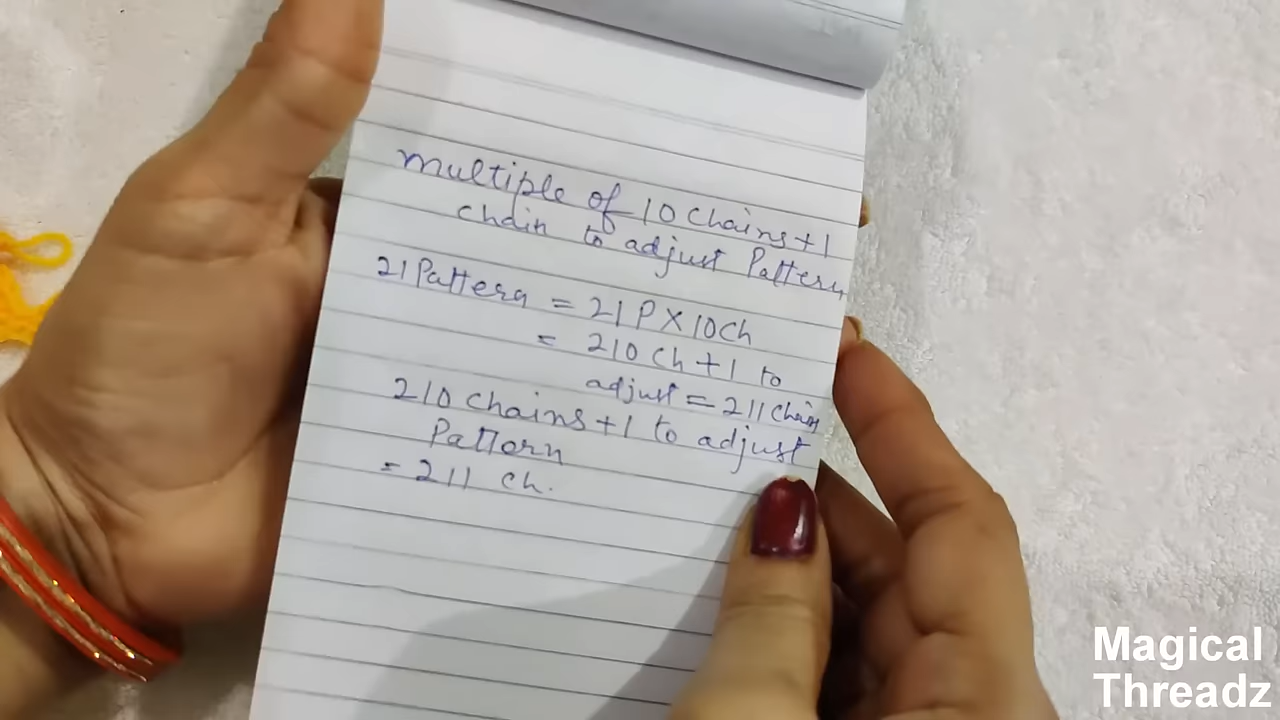 Multiple of 10 Chains + 1
Chain to adjust Pattern
21 Pattern = 21 P X 10 Ch
= 210 Ch + 1 to
adjust = 211 Chains
210 Chains + 1 to adjust
Pattern
= 211 Ch.
Magical
Threadz